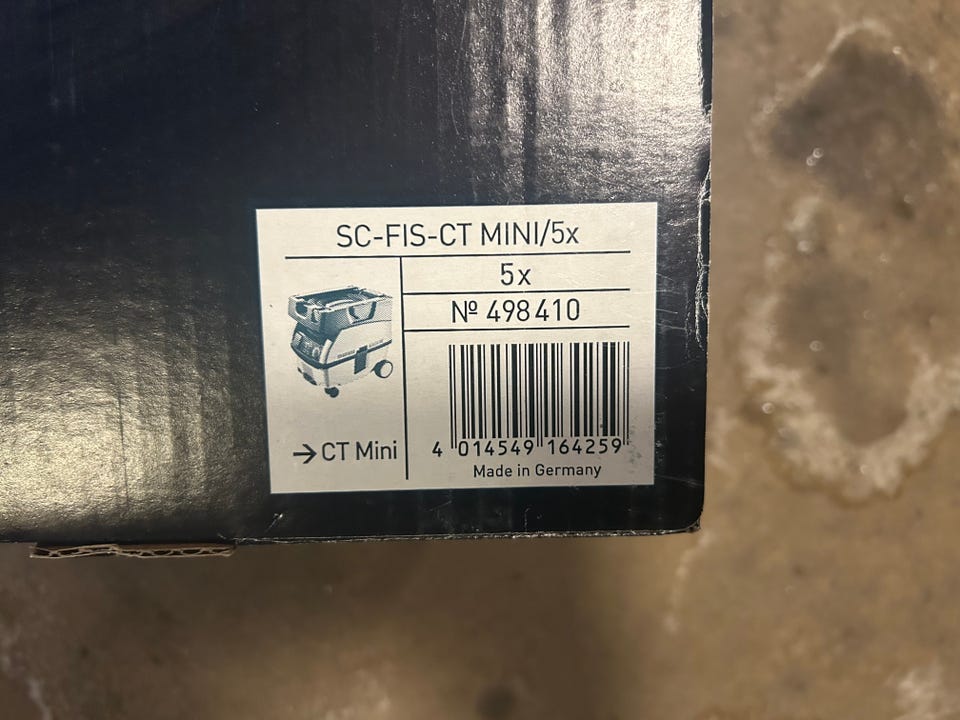 SC-FIS-CT MINI/5x
5x
№ 498410
→ CT Mini
4 014549 164259
Made in Germany